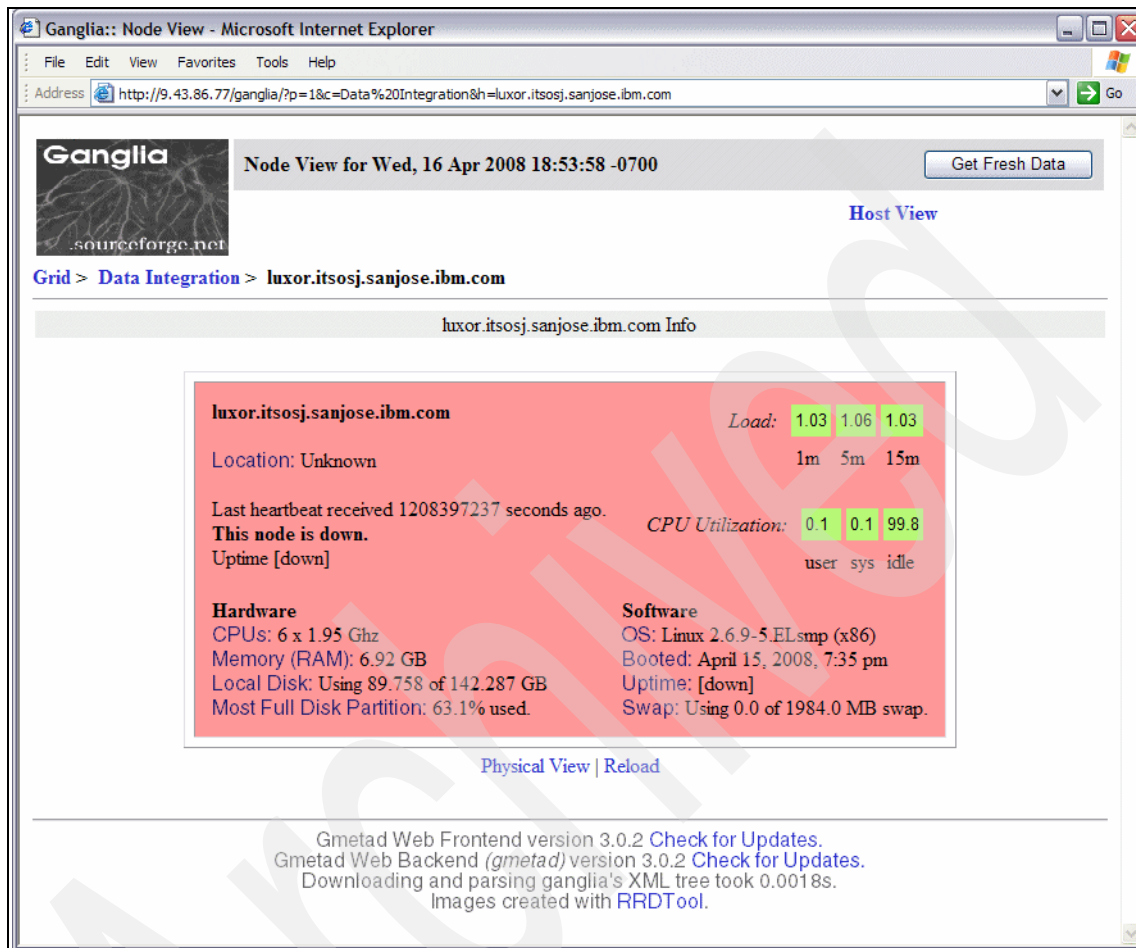 Ganglia:: Node View - Microsoft Internet Explorer
File Edit View Favorites Tools Help
Address http://9.43.86.77/ganglia/?p=1&c=Data%20Integration&h=luxor.itsosj.sanjose.ibm.com Go
Ganglia
.sourceforge.net
Node View for Wed, 16 Apr 2008 18:53:58 -0700
Get Fresh Data
Host View
Grid > Data Integration > luxor.itsosj.sanjose.ibm.com
luxor.itsosj.sanjose.ibm.com Info
luxor.itsosj.sanjose.ibm.com
Location: Unknown
Last heartbeat received 1208397237 seconds ago.
This node is down.
Uptime [down]
Load: 1.03 1.06 1.03
1m 5m 15m
CPU Utilization: 0.1 0.1 99.8
user sys idle
Hardware
CPUs: 6 x 1.95 Ghz
Memory (RAM): 6.92 GB
Local Disk: Using 89.758 of 142.287 GB
Most Full Disk Partition: 63.1% used.
Software
OS: Linux 2.6.9-5.ELsmp (x86)
Booted: April 15, 2008, 7:35 pm
Uptime: [down]
Swap: Using 0.0 of 1984.0 MB swap.
Physical View | Reload
Gmetad Web Frontend version 3.0.2 Check for Updates.
Gmetad Web Backend (gmetad) version 3.0.2 Check for Updates.
Downloading and parsing ganglia's XML tree took 0.0018s.
Images created with RRDTool.
Archived